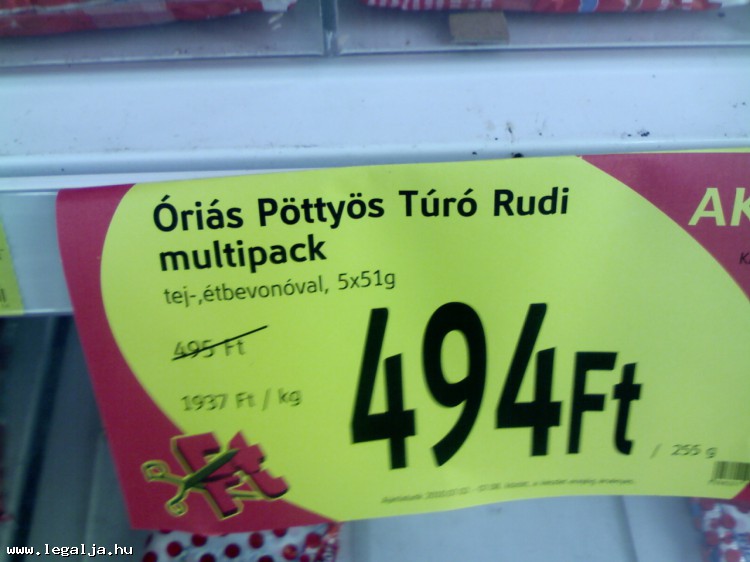 Óriás Pöttyös Túró Rudi
multipack
tej-,étbevonóval, 5x51g
495 Ft
1937 Ft / kg
494Ft
/ 255 g
AK
Ft
www.legalja.hu